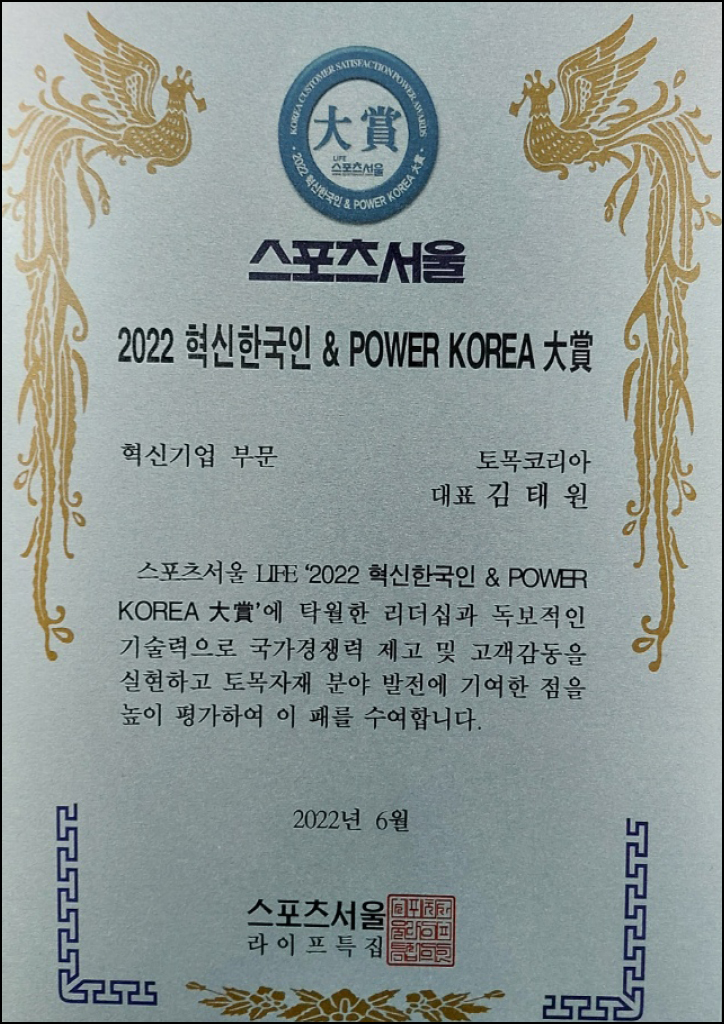 KOREA CUSTOMER SATISFACTION POWER AWARDS
大賞
LIFE
스포츠서울
2022 혁신한국인 & POWER KOREA 大賞
스포츠서울
2022 혁신한국인 & POWER KOREA 大賞
혁신기업 부문
토목코리아
대표 김 태 원
스포츠서울 LIFE ‘2022 혁신한국인 & POWER
KOREA 大賞’에 탁월한 리더십과 독보적인
기술력으로 국가경쟁력 제고 및 고객감동을
실현하고 토목자재 분야 발전에 기여한 점을
높이 평가하여 이 패를 수여합니다.
2022년 6월
스포츠서울
라이프특집